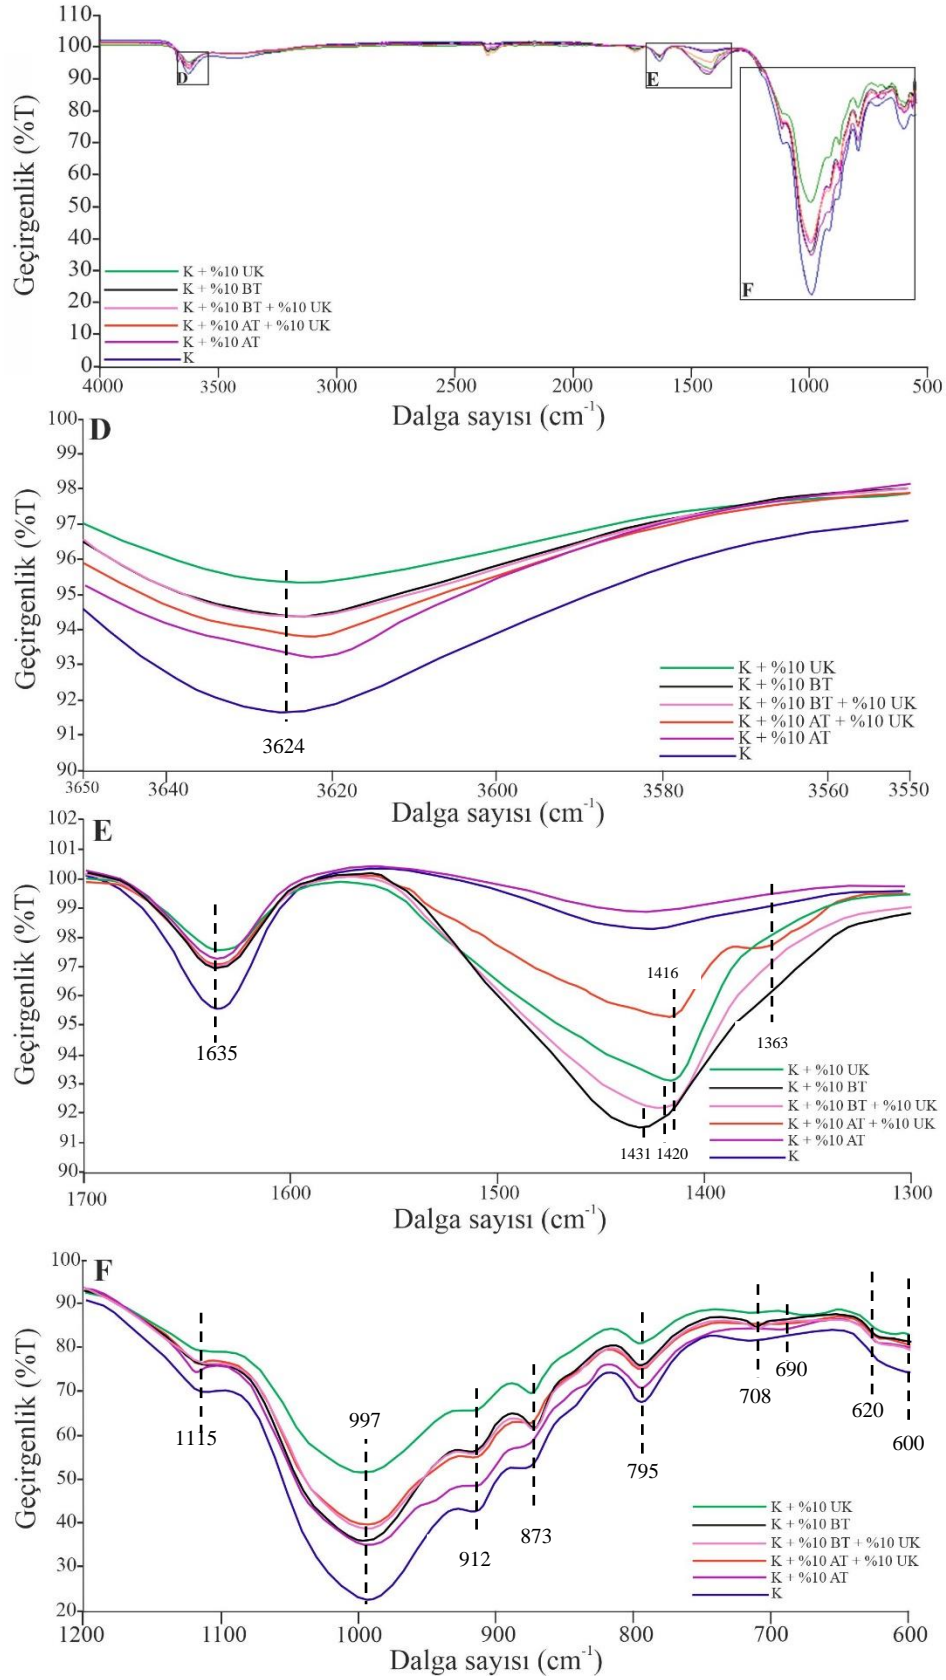 110
100
90
80
70
60
50
40
30
20
10
0
Geçirgenlik (%T)
D
E
F
K + %10 UK
K + %10 BT
K + %10 BT + %10 UK
K + %10 AT + %10 UK
K + %10 AT
K
4000 3500 3000 2500 2000 1500 1000 500
Dalga sayısı (cm⁻¹)
D
100
99
98
97
96
95
94
93
92
91
90
Geçirgenlik (%T)
3624
K + %10 UK
K + %10 BT
K + %10 BT + %10 UK
K + %10 AT + %10 UK
K + %10 AT
K
3650 3640 3620 3600 3580 3560 3550
Dalga sayısı (cm⁻¹)
E
102
101
100
99
98
97
96
95
94
93
92
91
90
Geçirgenlik (%T)
1635
1416
1363
1431 1420
K + %10 UK
K + %10 BT
K + %10 BT + %10 UK
K + %10 AT + %10 UK
K + %10 AT
K
1700 1600 1500 1400 1300
Dalga sayısı (cm⁻¹)
F
100
90
80
70
60
50
40
30
20
Geçirgenlik (%T)
1115
997
912
873
795
708
690
620
600
K + %10 UK
K + %10 BT
K + %10 BT + %10 UK
K + %10 AT + %10 UK
K + %10 AT
K
1200 1100 1000 900 800 700 600
Dalga sayısı (cm⁻¹)